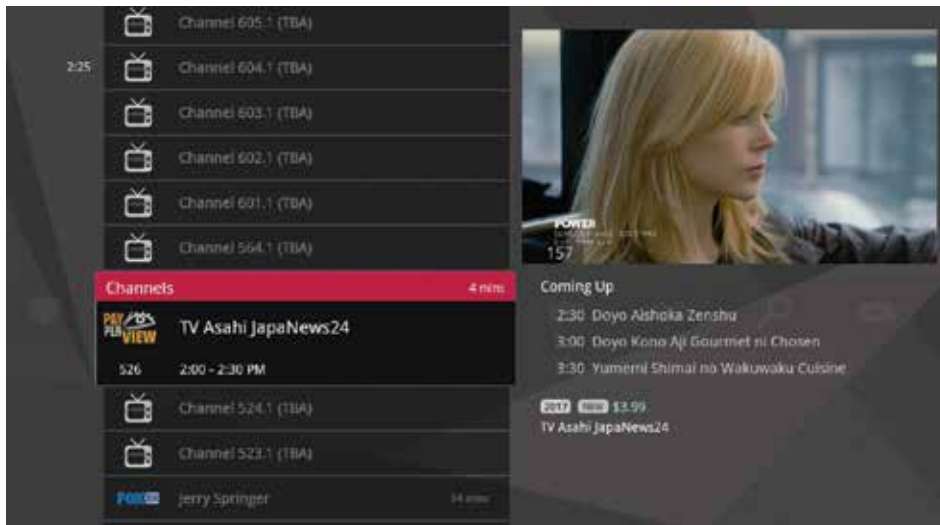 Channel 605.1 (TBA)
2:25
Channel 604.1 (TBA)
Channel 603.1 (TBA)
Channel 602.1 (TBA)
Channel 601.1 (TBA)
Channel 564.1 (TBA)
Channels
4 mins
PAY PER VIEW
TV Asahi JapaNews24
526
2:00 - 2:30 PM
Channel 524.1 (TBA)
Channel 523.1 (TBA)
Jerry Springer
34 mins
POWER
157
Coming Up
2:30 Doyo Aishoka Zenshu
3:00 Doyo Kono Aji Gourmet ni Chosen
3:30 Yumemi Shimai no Wakuwaku Cuisine
2017 New $3.99
TV Asahi JapaNews24